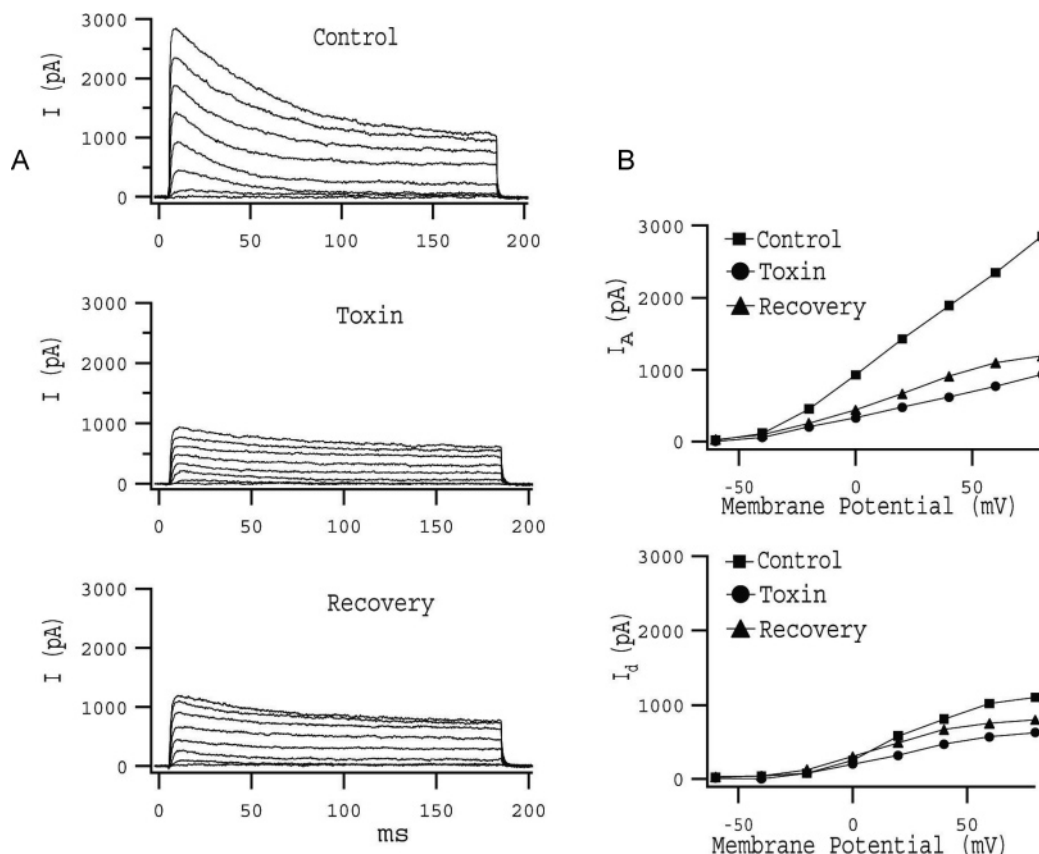 A
3000
2000
1000
0
I (pA)
Control
0 50 100 150 200
3000
2000
1000
0
I (pA)
Toxin
0 50 100 150 200
3000
2000
1000
0
I (pA)
Recovery
0 50 100 150 200
ms
B
3000
2000
1000
0
I_A (pA)
Control
Toxin
Recovery
-50 0 50
Membrane Potential (mV)
3000
2000
1000
0
I_d (pA)
Control
Toxin
Recovery
-50 0 50
Membrane Potential (mV)